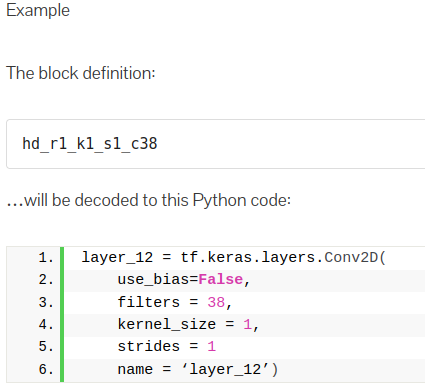 Example
The block definition:
hd_r1_k1_s1_c38
...will be decoded to this Python code:
1. layer_12 = tf.keras.layers.Conv2D(
2. use_bias=False,
3. filters = 38,
4. kernel_size = 1,
5. strides = 1
6. name = ‘layer_12’)